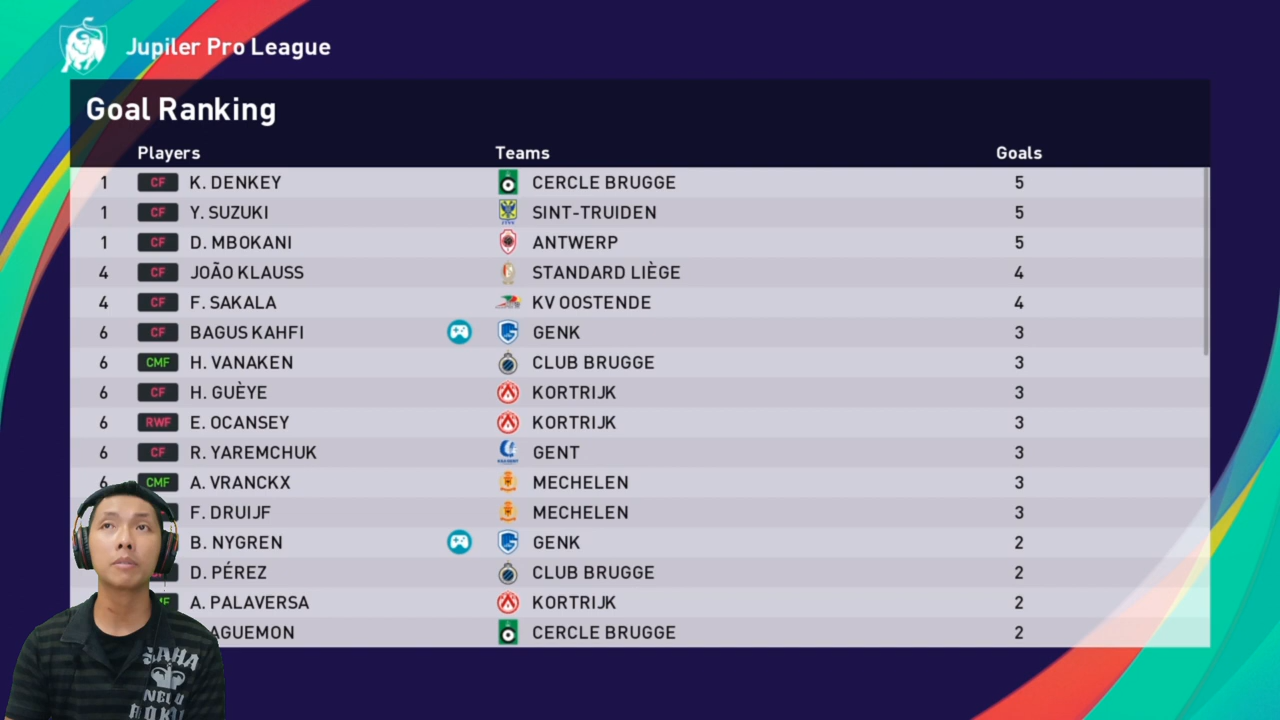 Jupiler Pro League
Goal Ranking
Players Teams Goals
1 CF K. DENKEY CERCLE BRUGGE 5
1 CF Y. SUZUKI SINT-TRUIDEN 5
1 CF D. MBOKANI ANTWERP 5
4 CF JOÃO KLAUSS STANDARD LIÈGE 4
4 CF F. SAKALA KV OOSTENDE 4
6 CF BAGUS KAHFI GENK 3
6 CMF H. VANAKEN CLUB BRUGGE 3
6 CF H. GUÈYE KORTRIJK 3
6 RWF E. OCANSEY KORTRIJK 3
6 CF R. YAREMCHUK GENT 3
6 CMF A. VRANCKX MECHELEN 3
F. DRUIJF MECHELEN 3
B. NYGREN GENK 2
D. PÉREZ CLUB BRUGGE 2
A. PALAVERSA KORTRIJK 2
AGUEMON CERCLE BRUGGE 2
SAHA